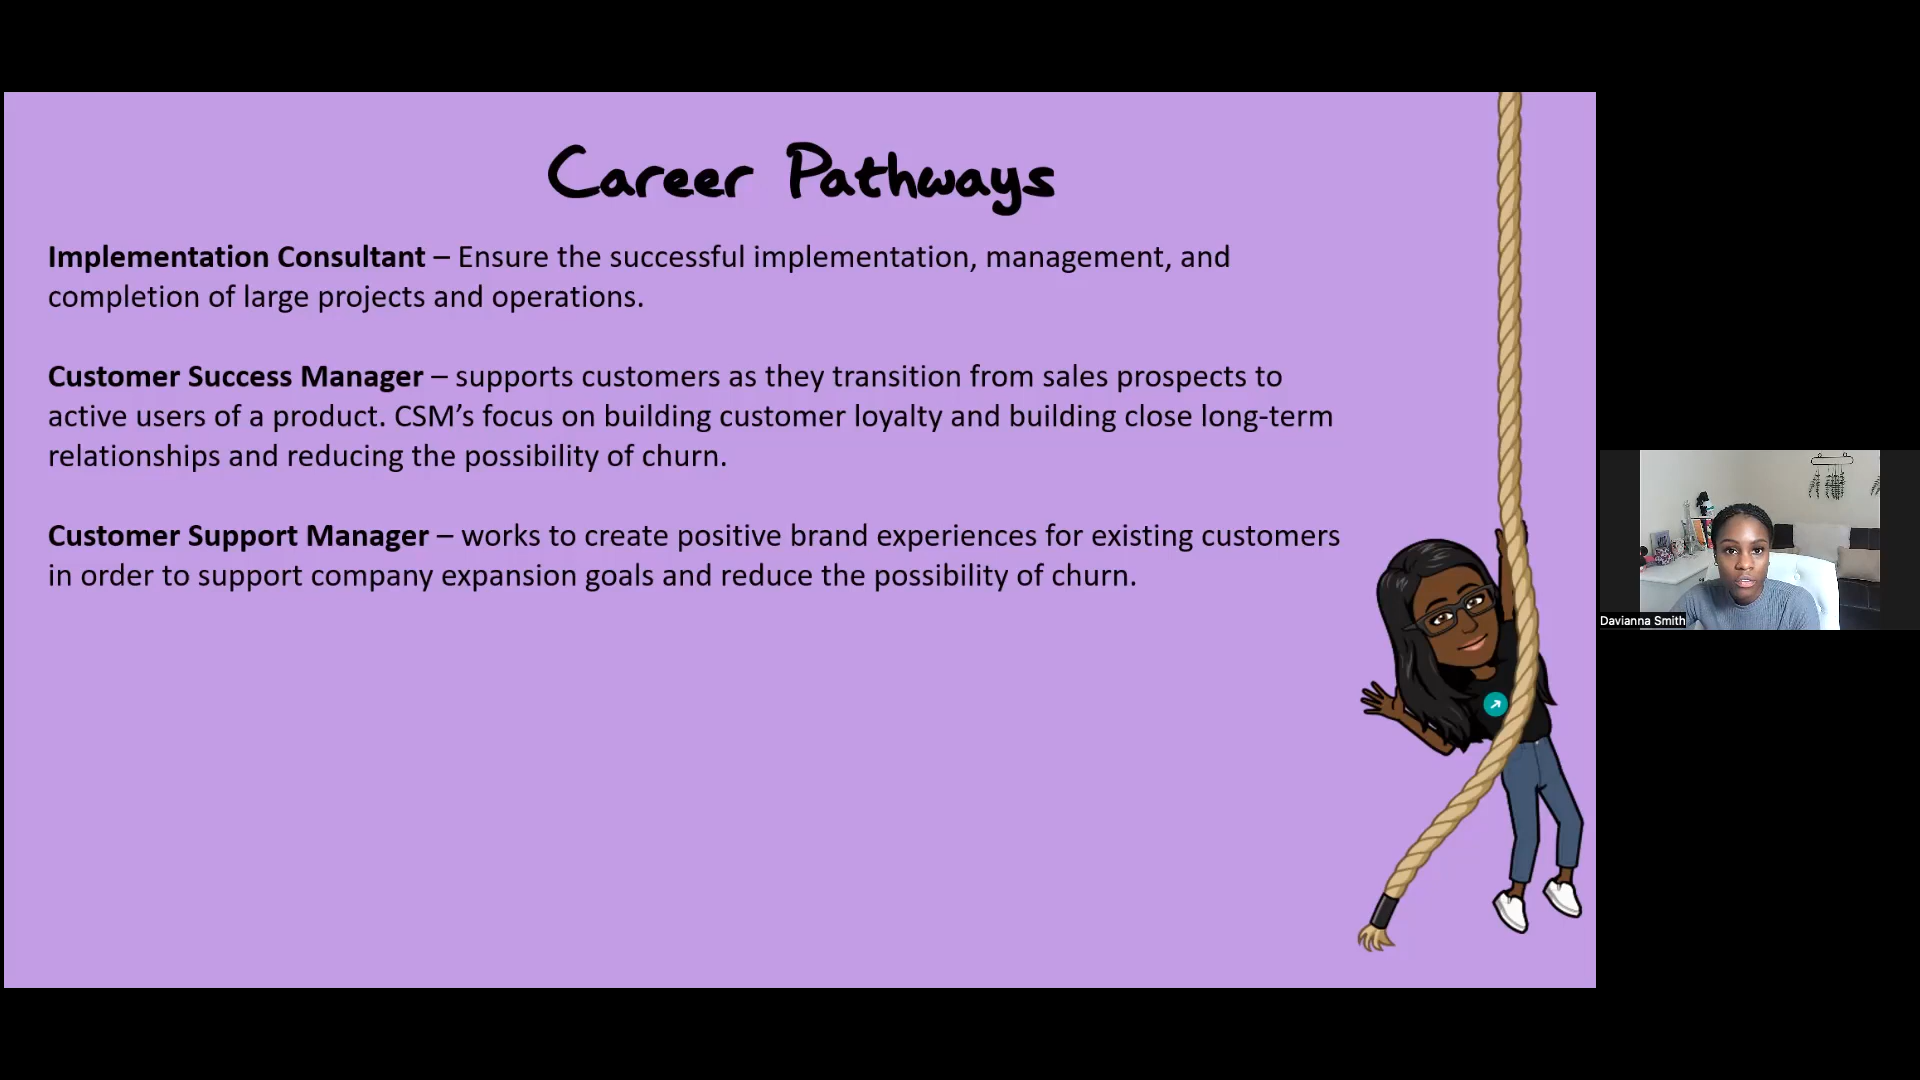 Career Pathways
Implementation Consultant – Ensure the successful implementation, management, and
completion of large projects and operations.
Customer Success Manager – supports customers as they transition from sales prospects to
active users of a product. CSM’s focus on building customer loyalty and building close long-term
relationships and reducing the possibility of churn.
Customer Support Manager – works to create positive brand experiences for existing customers
in order to support company expansion goals and reduce the possibility of churn.
Davianna Smith